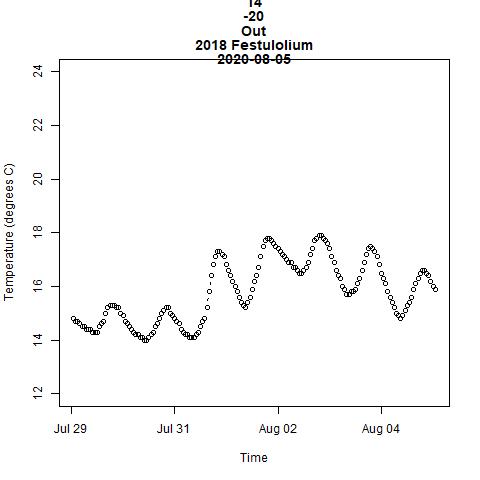 14
-20
Out
2018 Festulolium
2020-08-05
24
22
20
18
16
14
12
Temperature (degrees C)
Jul 29
Jul 31
Aug 02
Aug 04
Time